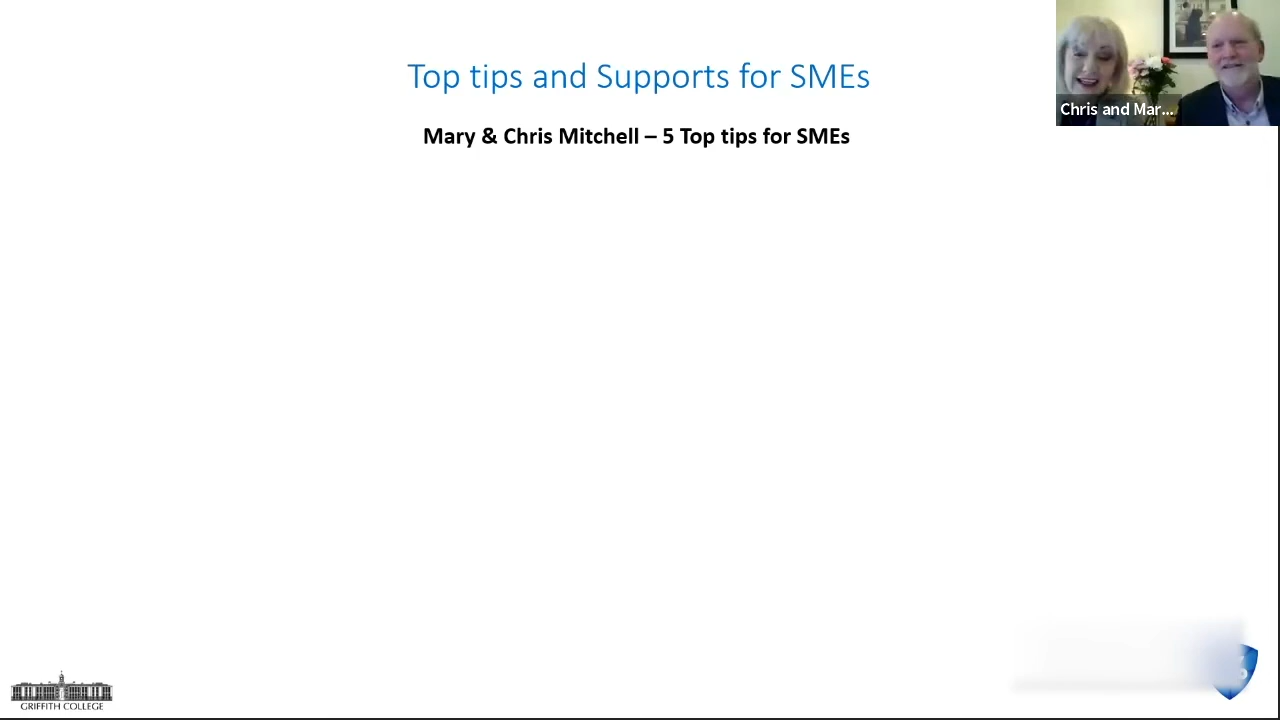 Top tips and Supports for SMEs
Chris and Mar...
Mary & Chris Mitchell – 5 Top tips for SMEs
GRIFFITH COLLEGE